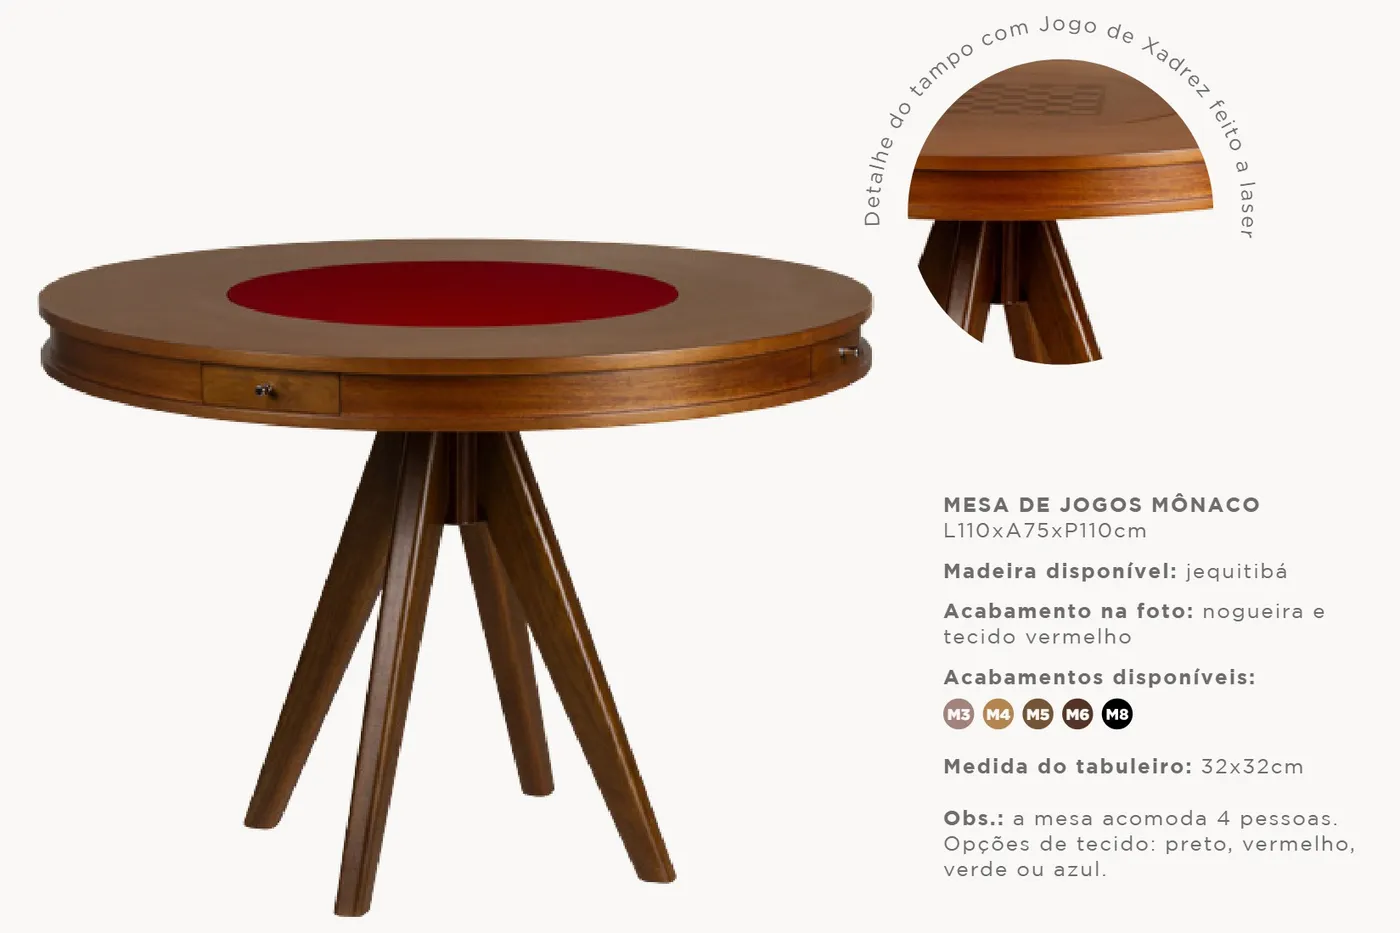 Detalhe do tampo com Jogo de Xadrez feito a laser
MESA DE JOGOS MÔNACO
L110xA75xP110cm
Madeira disponível: jequitibá
Acabamento na foto: nogueira e
tecido vermelho
Acabamentos disponíveis:
M3 M4 M5 M6 M8
Medida do tabuleiro: 32x32cm
Obs.: a mesa acomoda 4 pessoas.
Opções de tecido: preto, vermelho,
verde ou azul.